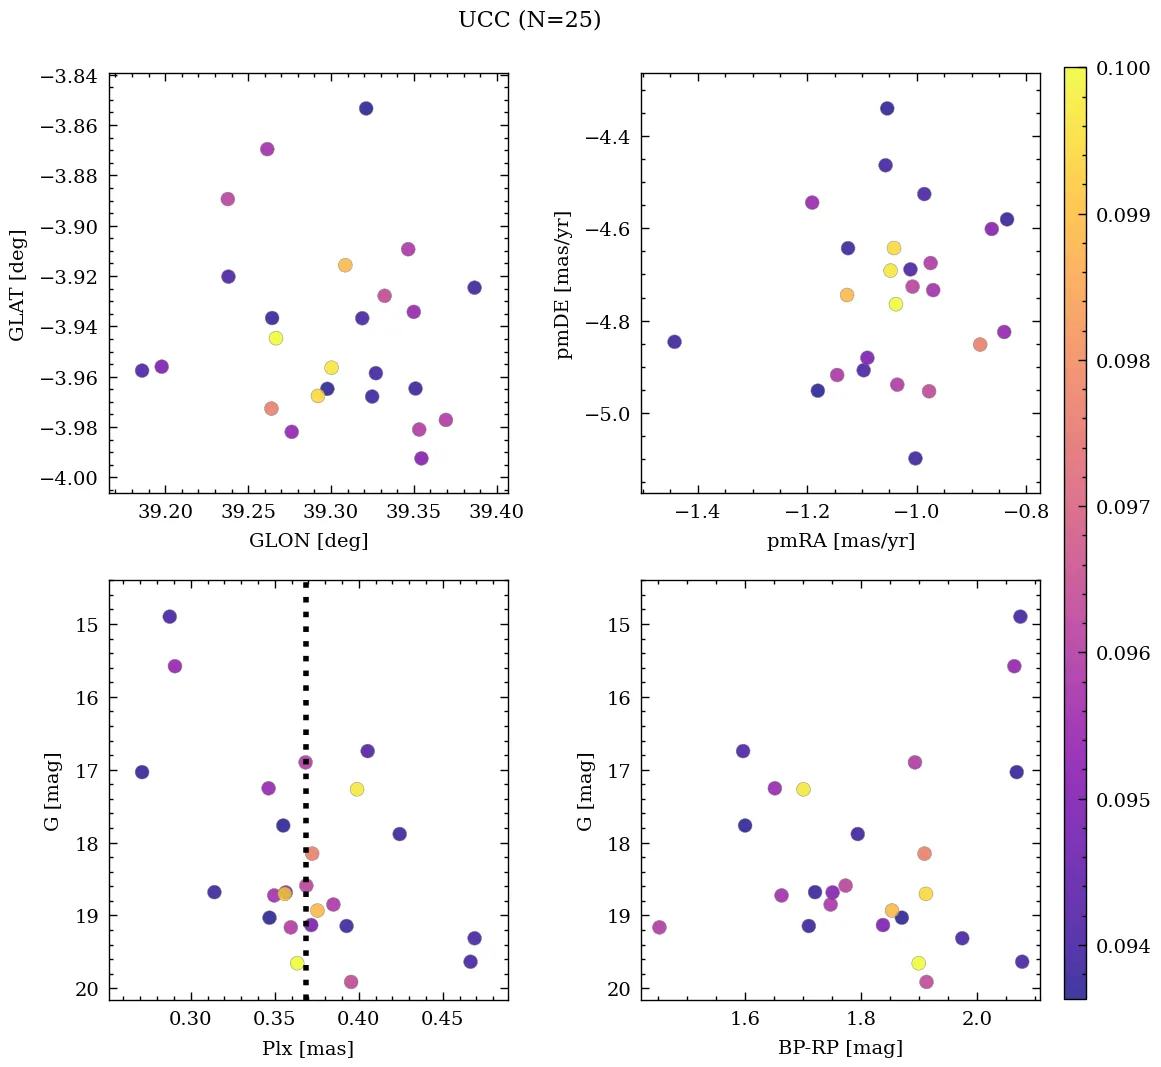 UCC (N=25)
−3.84
−3.86
−3.88
−3.90
−3.92
−3.94
−3.96
−3.98
−4.00
GLAT [deg]
39.20 39.25 39.30 39.35 39.40
GLON [deg]
−4.4
−4.6
−4.8
−5.0
pmDE [mas/yr]
−1.4 −1.2 −1.0 −0.8
pmRA [mas/yr]
15
16
17
18
19
20
G [mag]
0.30 0.35 0.40 0.45
Plx [mas]
15
16
17
18
19
20
G [mag]
1.6 1.8 2.0
BP-RP [mag]
0.100
0.099
0.098
0.097
0.096
0.095
0.094